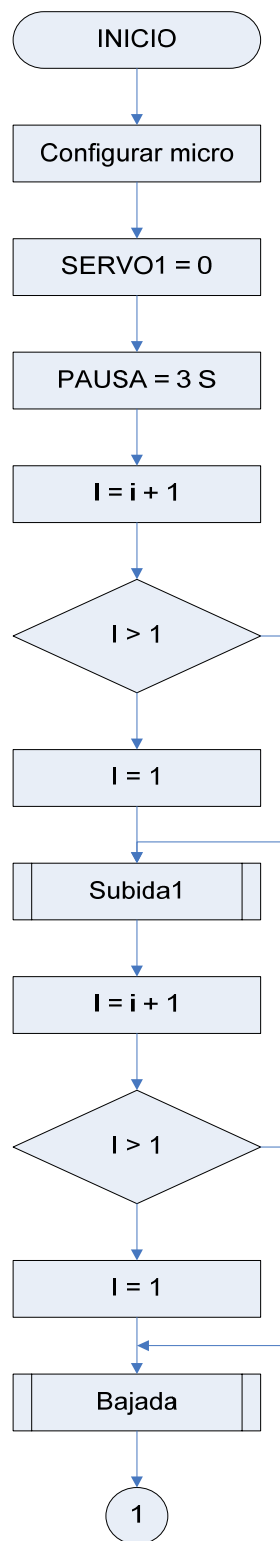 INICIO
Configurar micro
SERVO1 = 0
PAUSA = 3 S
I = i + 1
I > 1
I = 1
Subida1
I = i + 1
I > 1
I = 1
Bajada
1